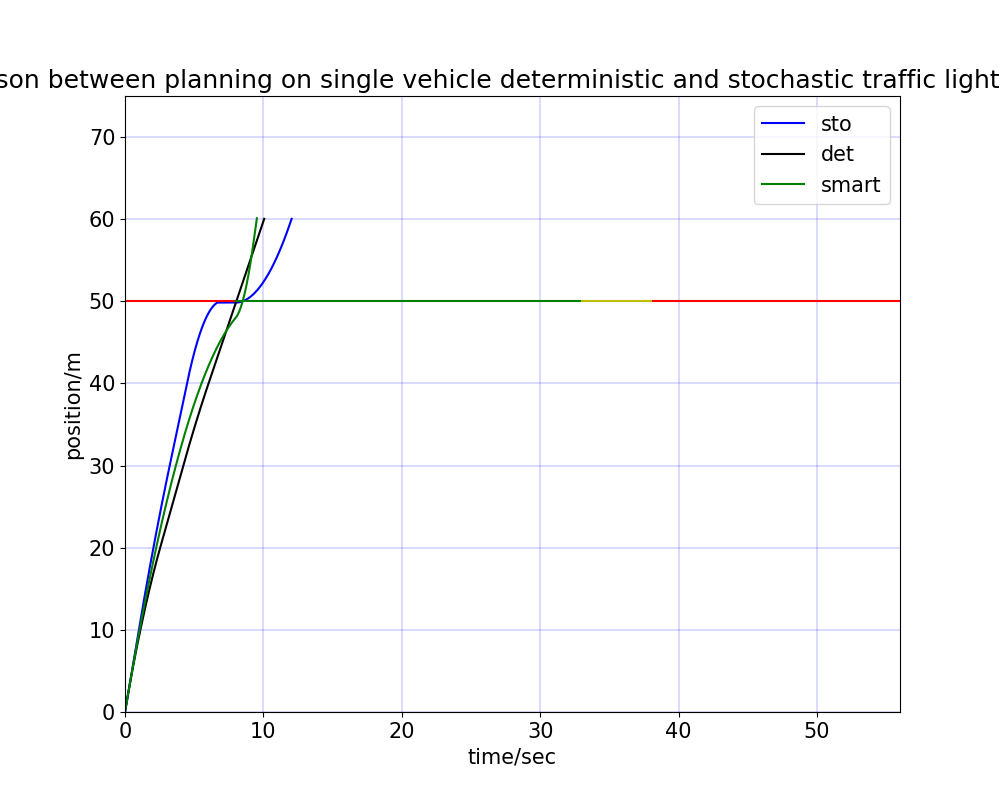 son between planning on single vehicle deterministic and stochastic traffic light
sto
det
smart
70
60
50
40
30
20
10
0
position/m
0 10 20 30 40 50
time/sec